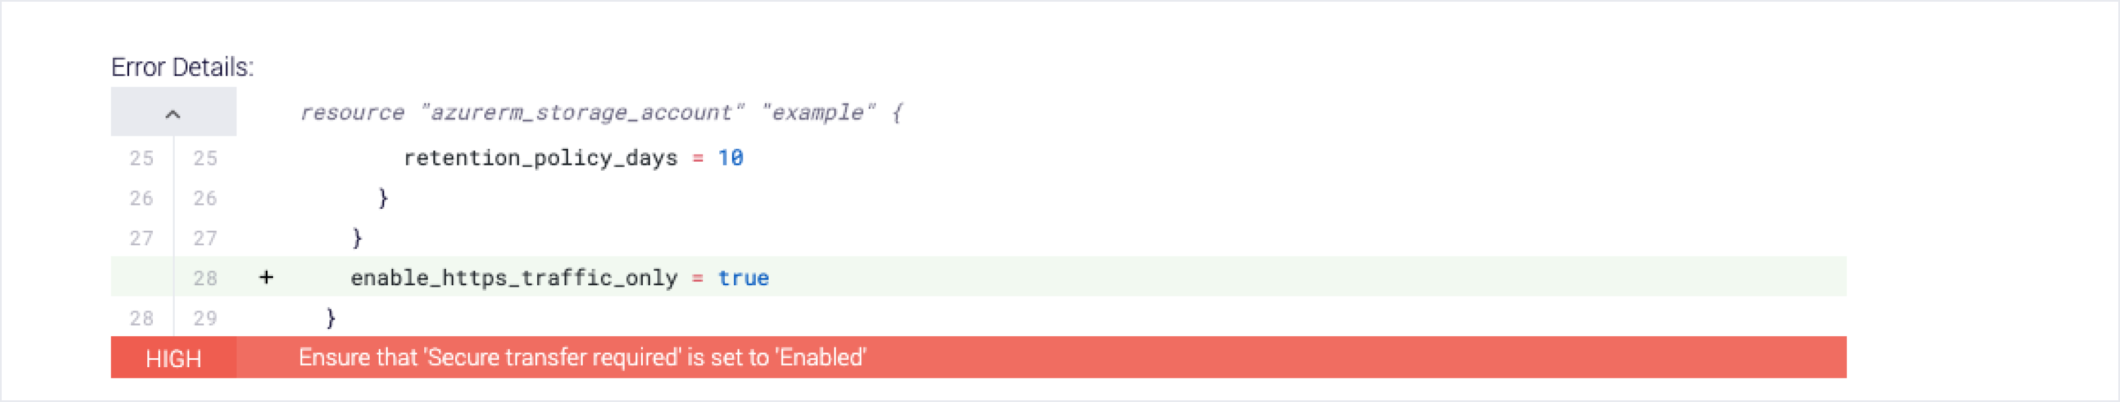 Error Details:
resource "azurerm_storage_account" "example" {
25 25 retention_policy_days = 10
26 26 }
27 27 }
28 + enable_https_traffic_only = true
28 29 }
HIGH Ensure that 'Secure transfer required' is set to 'Enabled'